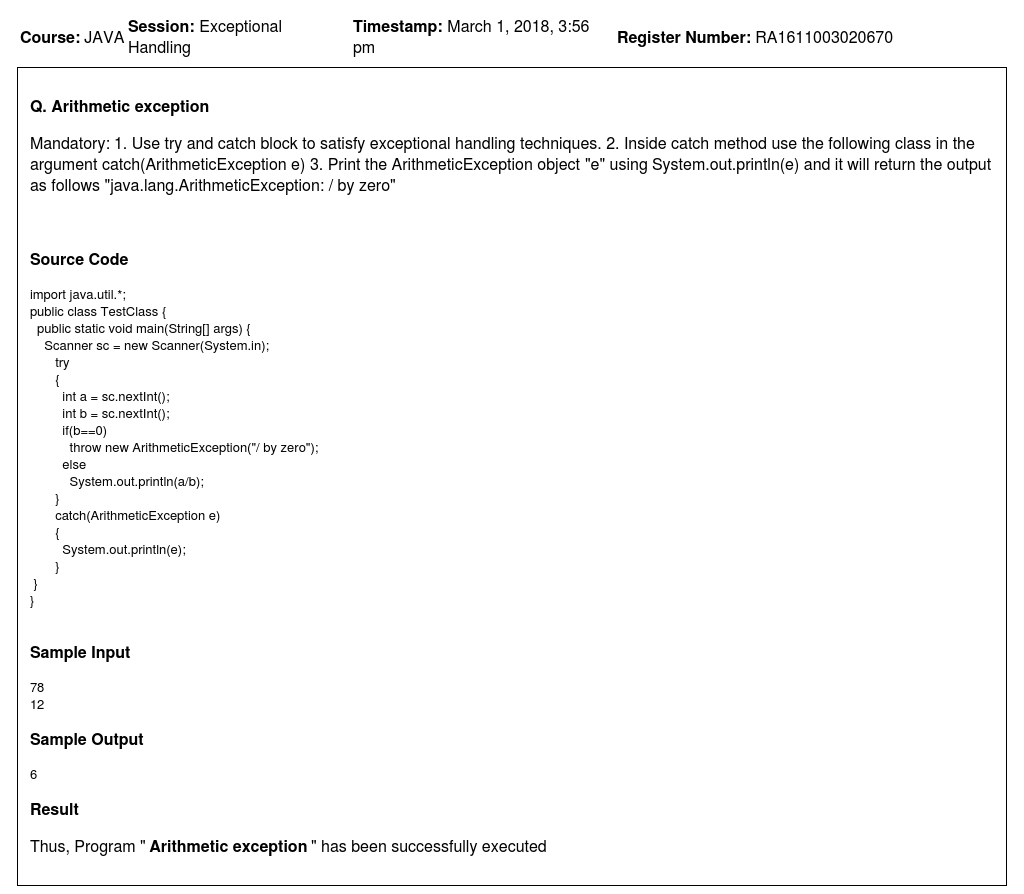 Course: JAVA Session: Exceptional Handling Timestamp: March 1, 2018, 3:56 pm Register Number: RA1611003020670
Q. Arithmetic exception
Mandatory: 1. Use try and catch block to satisfy exceptional handling techniques. 2. Inside catch method use the following class in the
argument catch(ArithmeticException e) 3. Print the ArithmeticException object "e" using System.out.println(e) and it will return the output
as follows "java.lang.ArithmeticException: / by zero"
Source Code
import java.util.*;
public class TestClass {
  public static void main(String[] args) {
    Scanner sc = new Scanner(System.in);
       try
       {
         int a = sc.nextInt();
         int b = sc.nextInt();
         if(b==0)
           throw new ArithmeticException("/ by zero");
         else
           System.out.println(a/b);
       }
       catch(ArithmeticException e)
       {
         System.out.println(e);
       }
 }
}
Sample Input
78
12
Sample Output
6
Result
Thus, Program " Arithmetic exception " has been successfully executed